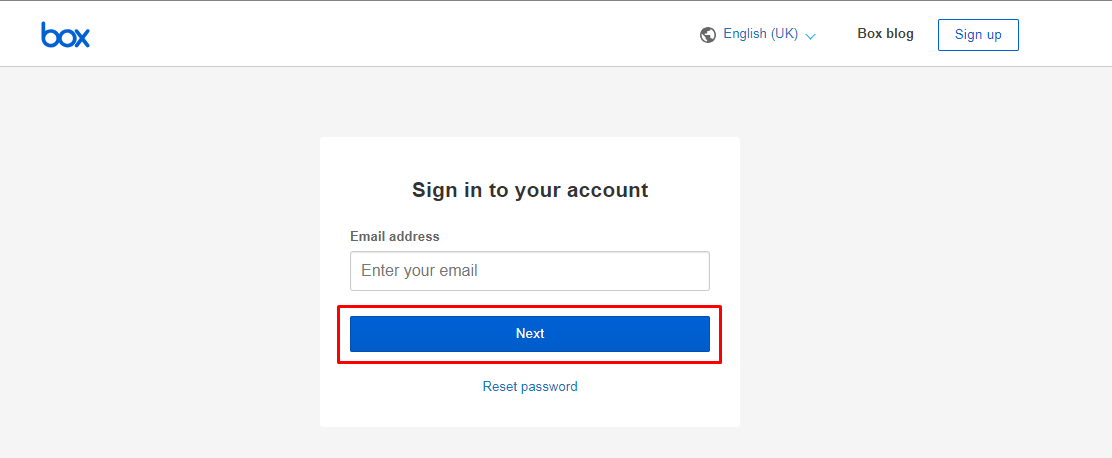 box
English (UK)
Box blog
Sign up
Sign in to your account
Email address
Enter your email
Next
Reset password